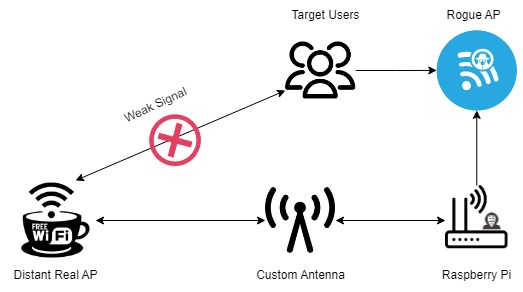 Target Users
Rogue AP
Weak Signal
FREE
Wi Fi
Distant Real AP
Custom Antenna
Raspberry Pi